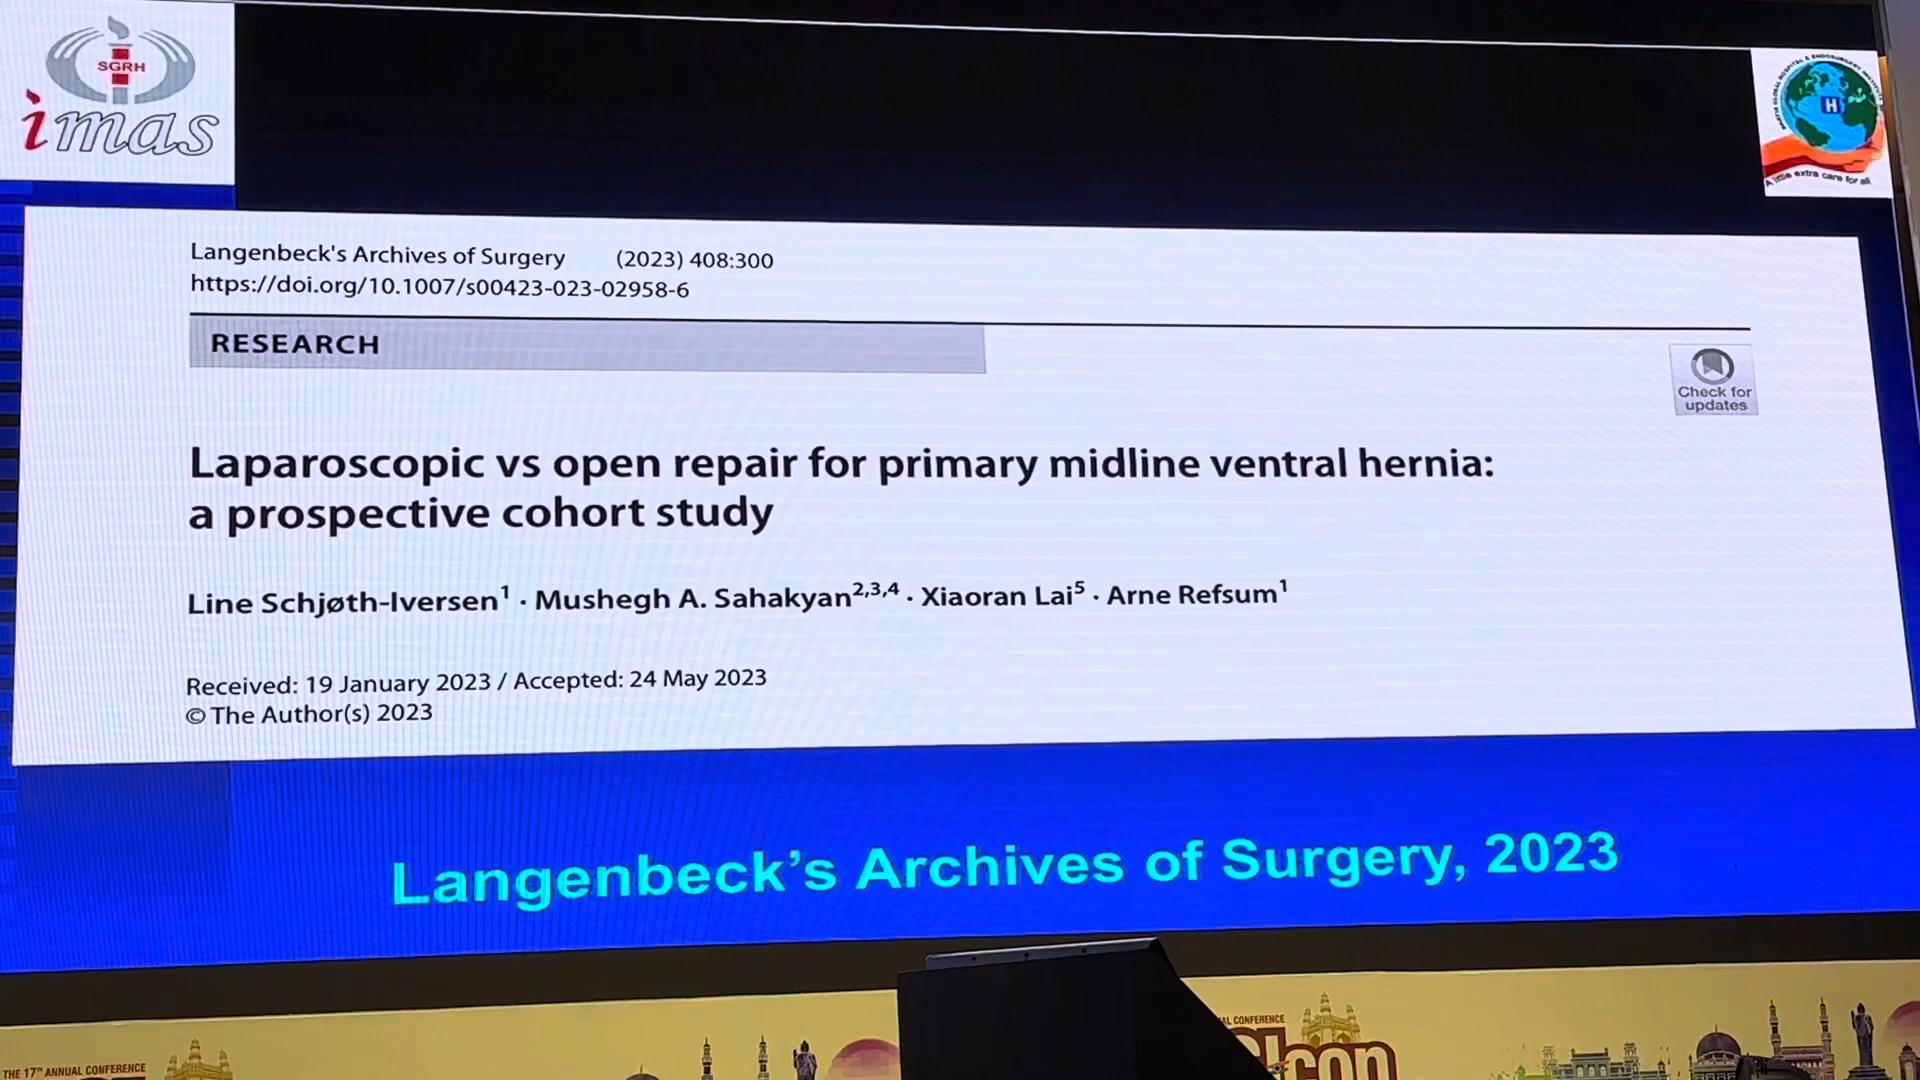 SGRH
imas
A little extra care for all
Langenbeck's Archives of Surgery (2023) 408:300
https://doi.org/10.1007/s00423-023-02958-6
RESEARCH
Check for
updates
Laparoscopic vs open repair for primary midline ventral hernia:
a prospective cohort study
Line Schjøth-Iversen¹ · Mushegh A. Sahakyan²,³,⁴ · Xiaoran Lai⁵ · Arne Refsum¹
Received: 19 January 2023 / Accepted: 24 May 2023
© The Author(s) 2023
Langenbeck’s Archives of Surgery, 2023
THE 17th ANNUAL CONFERENCE
CONFERENCE